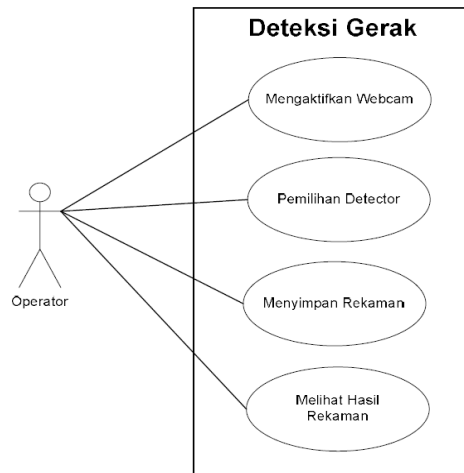 Deteksi Gerak
Mengaktifkan Webcam
Pemilihan Detector
Operator
Menyimpan Rekaman
Melihat Hasil
Rekaman